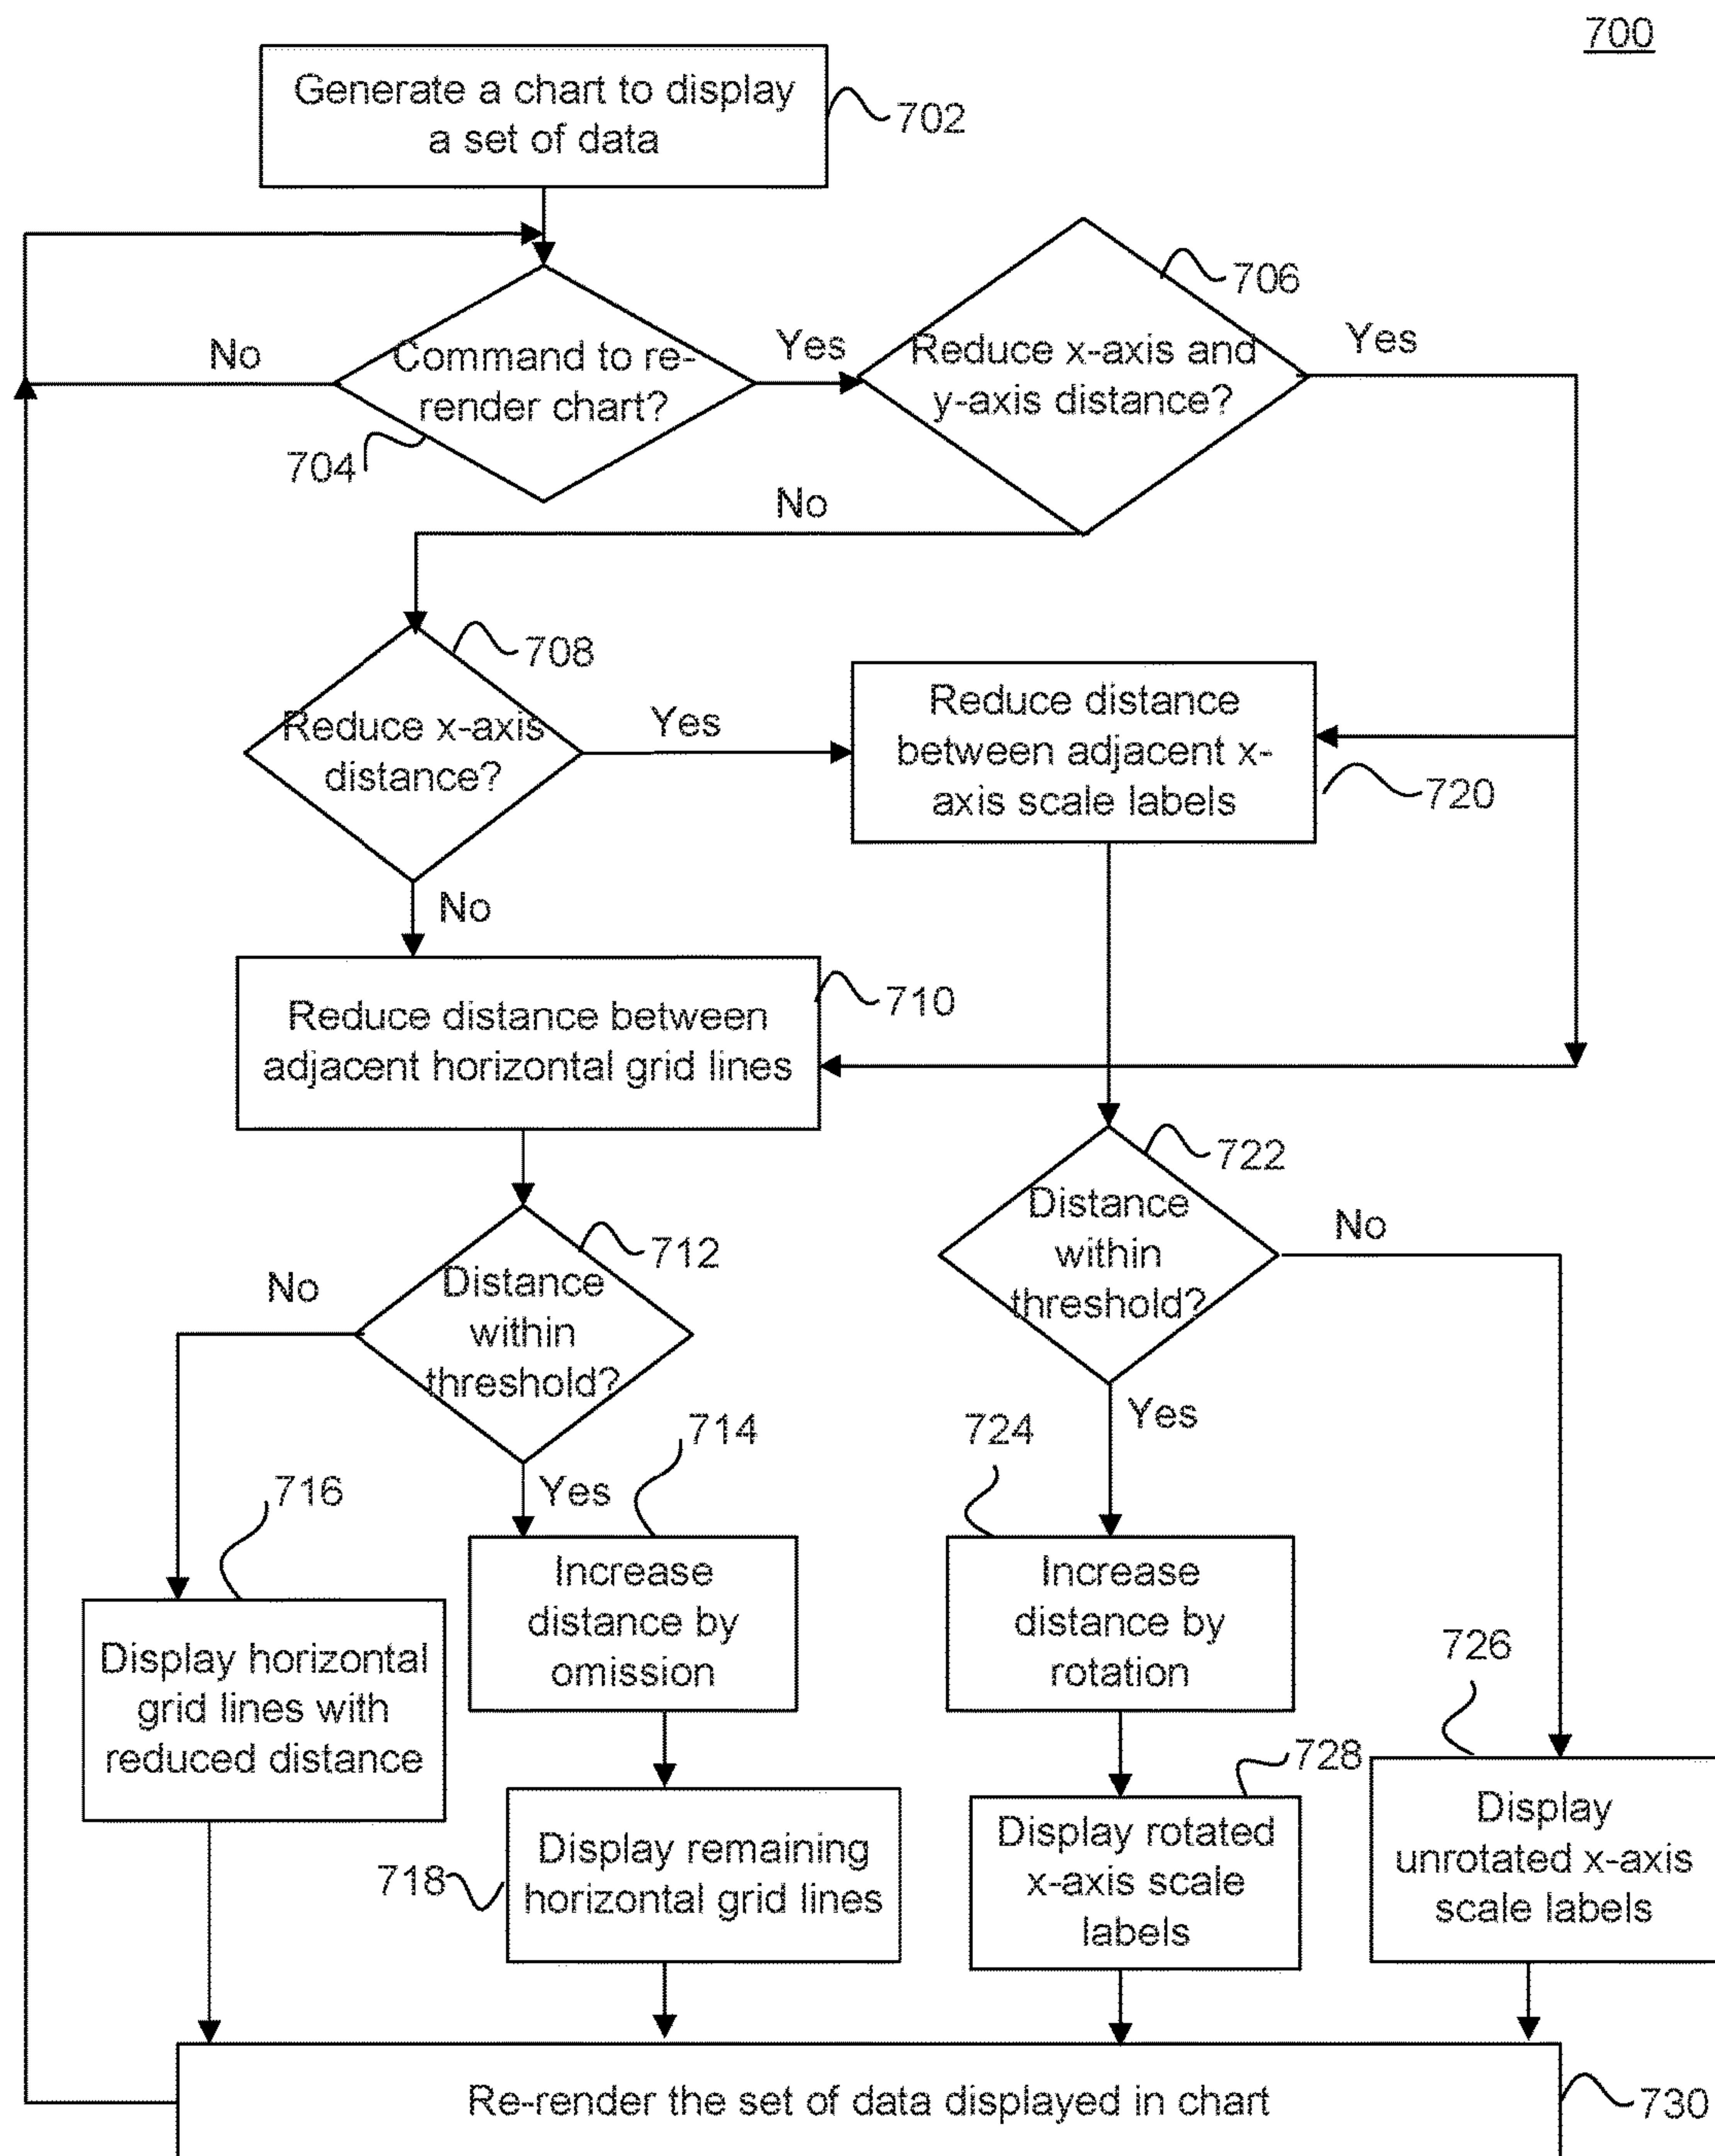 700
Generate a chart to display
a set of data
702
706
No
Command to re-
render chart?
Yes
Reduce x-axis and
y-axis distance?
Yes
704
No
708
Reduce x-axis
distance?
Yes
Reduce distance
between adjacent x-
axis scale labels
720
No
Reduce distance between
adjacent horizontal grid lines
710
722
Distance
within
threshold?
No
712
Distance
within
threshold?
No
Yes
714
724
Yes
716
Increase
distance by
omission
Increase
distance by
rotation
726
Display horizontal
grid lines with
reduced distance
728
718
Display remaining
horizontal grid lines
Display rotated
x-axis scale
labels
Display
unrotated x-axis
scale labels
Re-render the set of data displayed in chart
730